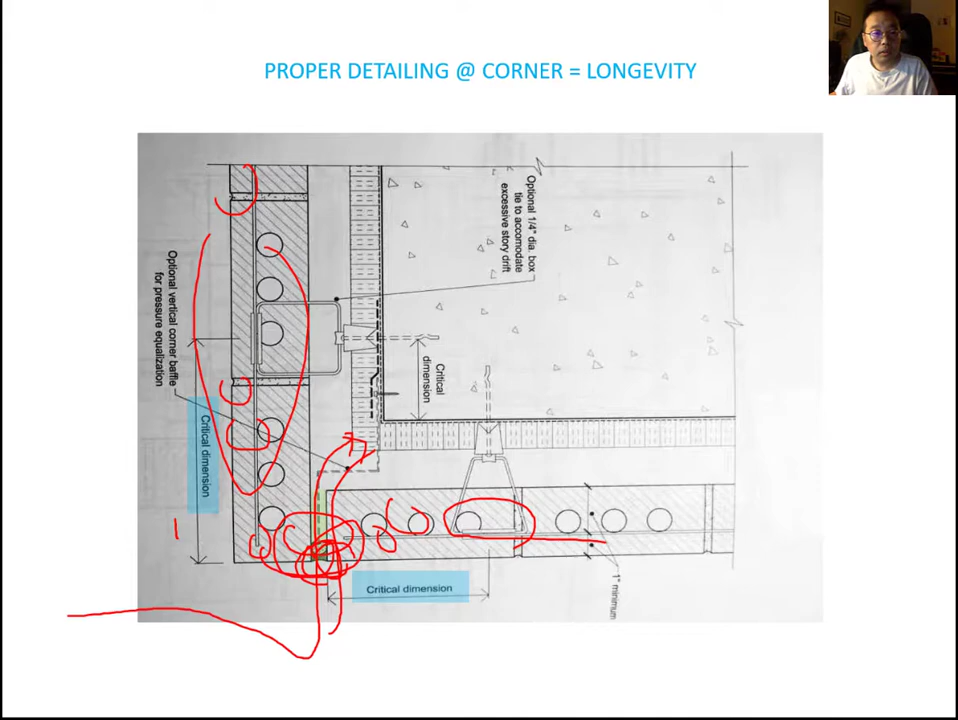 PROPER DETAILING @ CORNER = LONGEVITY
Optional 1/4" dia. box
tie to accomodate
excessive story drift
Optional vertical corner baffle
for pressure equalization
Critical
dimension
Critical dimension
Critical dimension
1" minimum